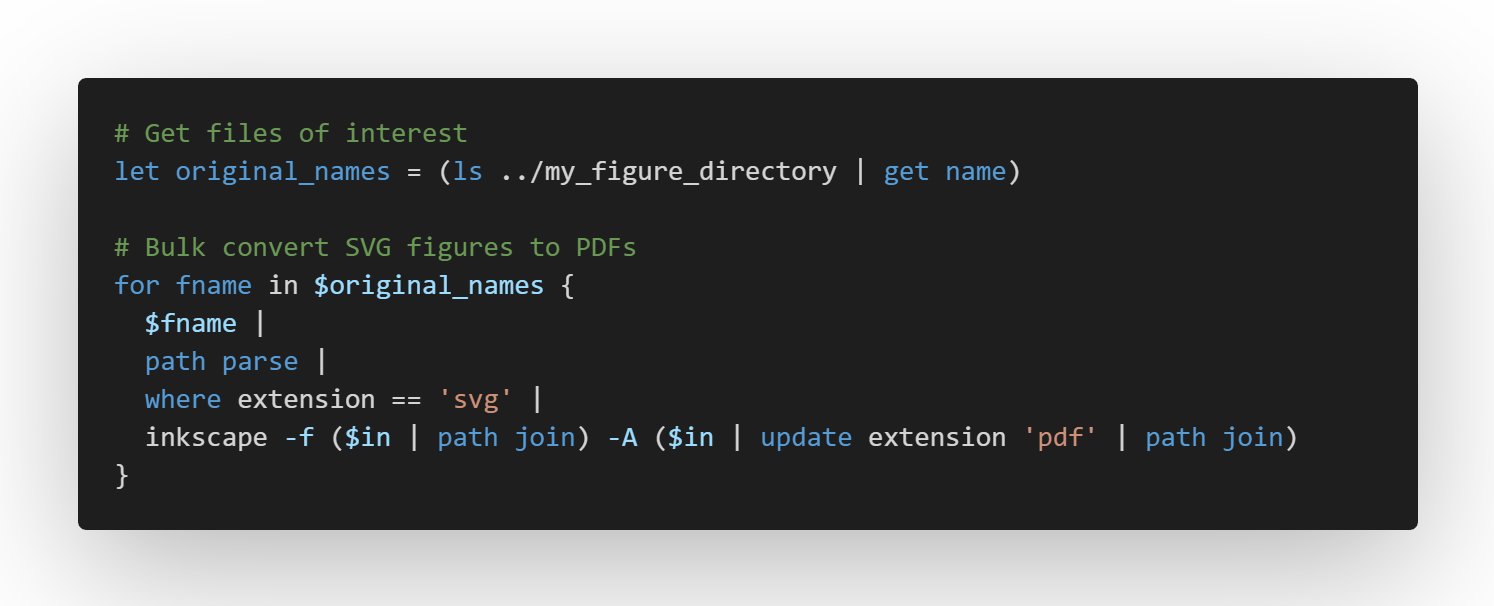 # Get files of interest
let original_names = (ls ../my_figure_directory | get name)

# Bulk convert SVG figures to PDFs
for fname in $original_names {
  $fname |
  path parse |
  where extension == 'svg' |
  inkscape -f ($in | path join) -A ($in | update extension 'pdf' | path join)
}